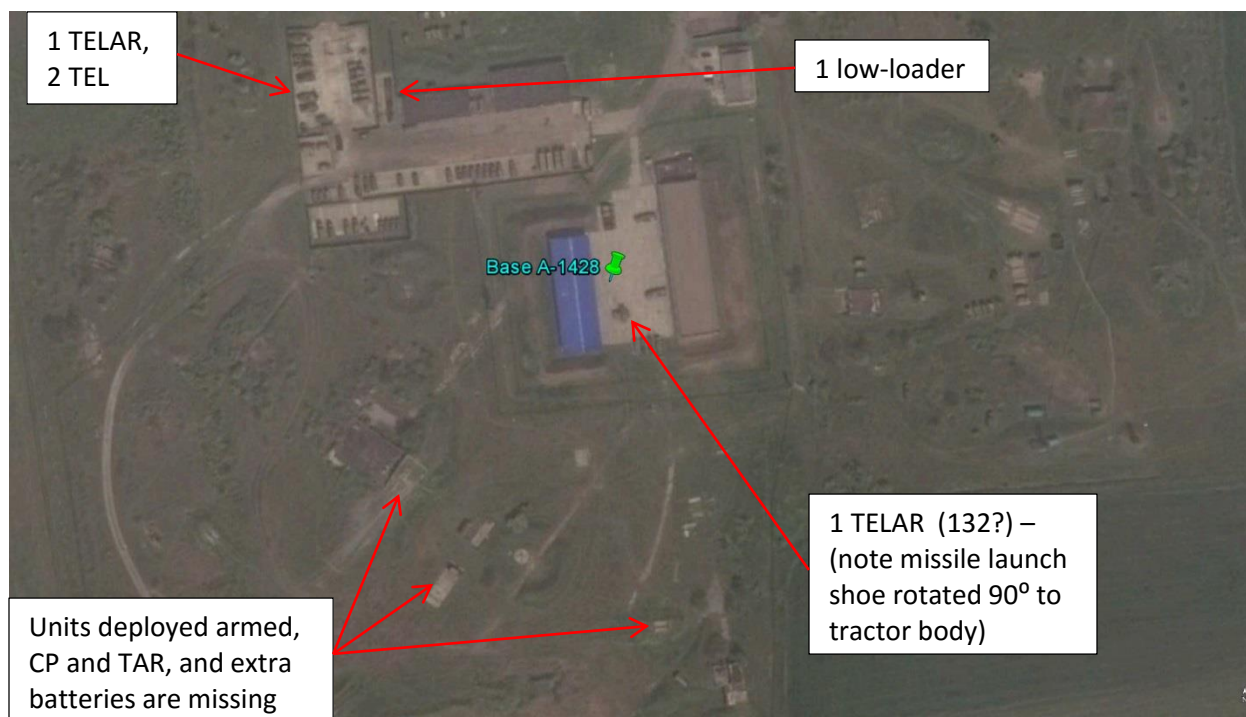 1 TELAR,
2 TEL
1 low-loader
Base A-1428
1 TELAR (132?) –
(note missile launch
shoe rotated 90⁰ to
tractor body)
Units deployed armed,
CP and TAR, and extra
batteries are missing